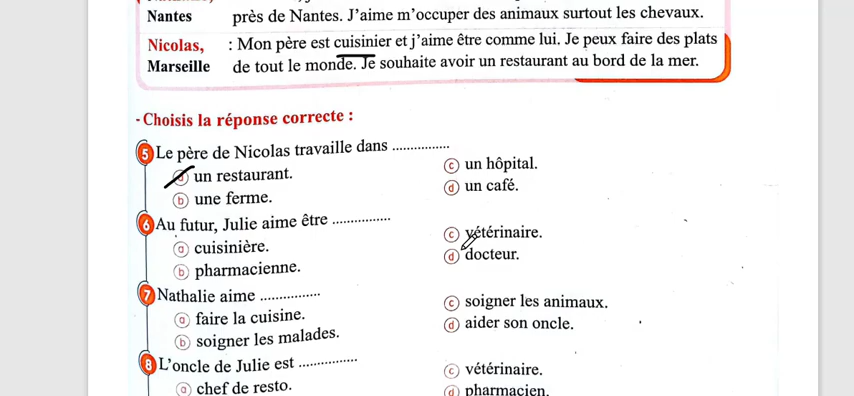 Nantes près de Nantes. J'aime m'occuper des animaux surtout les chevaux.
Nicolas, : Mon père est cuisinier et j'aime être comme lui. Je peux faire des plats
Marseille de tout le monde. Je souhaite avoir un restaurant au bord de la mer.
- Choisis la réponse correcte :
5 Le père de Nicolas travaille dans ...............
un restaurant.
c un hôpital.
b une ferme.
d un café.
6 Au futur, Julie aime être ...............
a cuisinière.
c vétérinaire.
b pharmacienne.
d docteur.
7 Nathalie aime ...............
a faire la cuisine.
c soigner les animaux.
b soigner les malades.
d aider son oncle.
8 L'oncle de Julie est ...............
a chef de resto.
c vétérinaire.
d pharmacien.